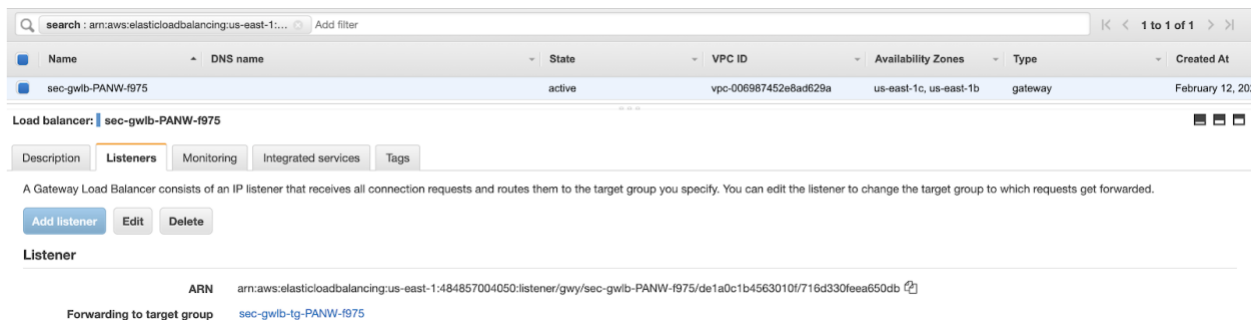 search : arn:aws:elasticloadbalancing:us-east-1:... Add filter 1 to 1 of 1
Name DNS name State VPC ID Availability Zones Type Created At
sec-gwlb-PANW-f975 active vpc-006987452e8ad629a us-east-1c, us-east-1b gateway February 12, 202
Load balancer: sec-gwlb-PANW-f975
Description Listeners Monitoring Integrated services Tags
A Gateway Load Balancer consists of an IP listener that receives all connection requests and routes them to the target group you specify. You can edit the listener to change the target group to which requests get forwarded.
Add listener Edit Delete
Listener
ARN arn:aws:elasticloadbalancing:us-east-1:484857004050:listener/gwy/sec-gwlb-PANW-f975/de1a0c1b4563010f/716d330feea650db
Forwarding to target group sec-gwlb-tg-PANW-f975